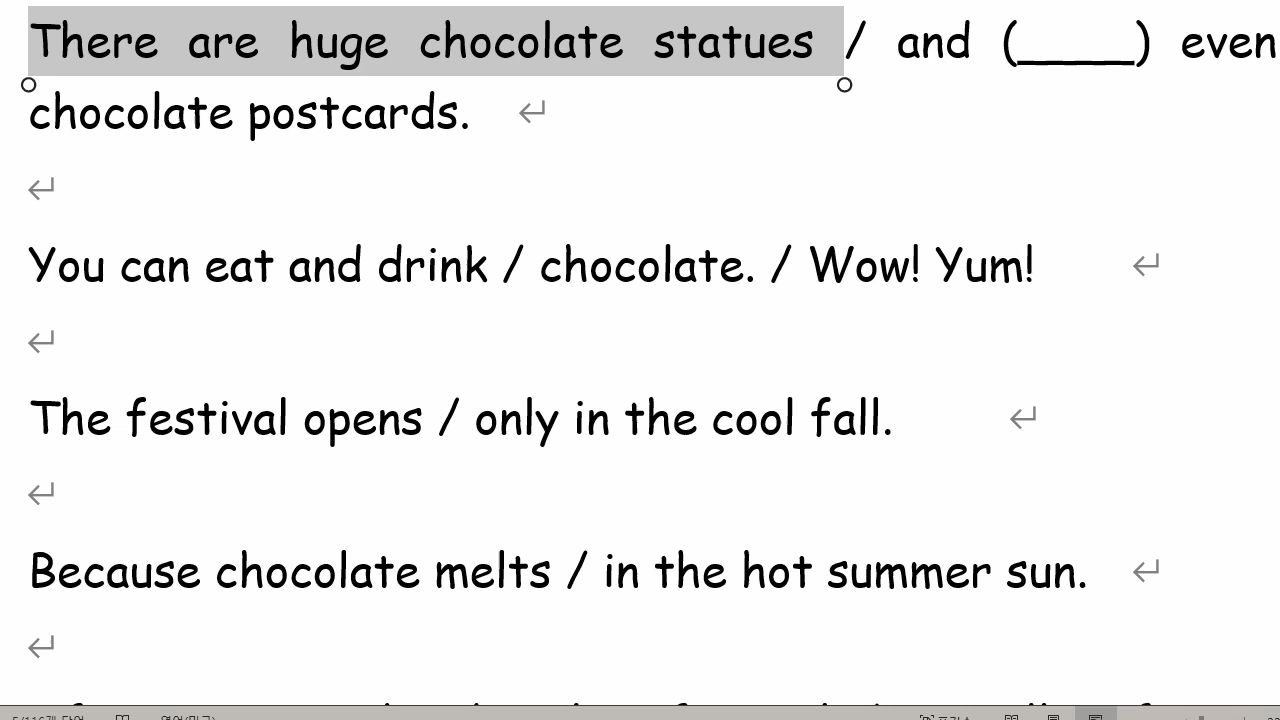 There are huge chocolate statues / and (_____) even
chocolate postcards.
You can eat and drink / chocolate. / Wow! Yum!
The festival opens / only in the cool fall.
Because chocolate melts / in the hot summer sun.